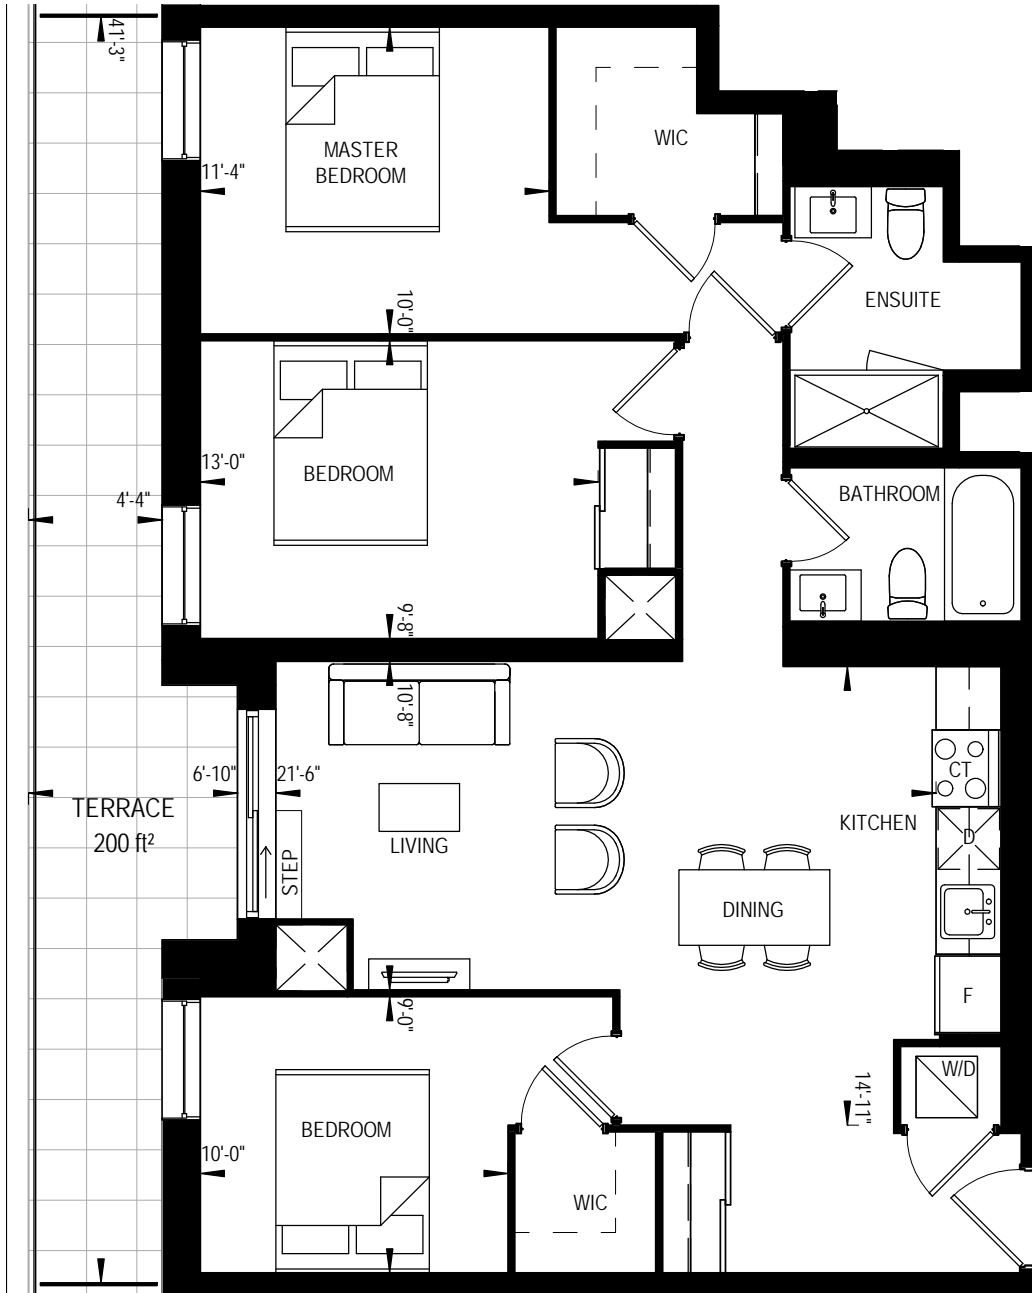 41'-3"
MASTER
BEDROOM
WIC
11'-4"
10'-0"
ENSUITE
BEDROOM
13'-0"
4'-4"
BATHROOM
9'-8"
10'-8"
6'-10"
21'-6"
TERRACE
200 ft²
STEP
LIVING
CT
KITCHEN
D
DINING
F
9'-0"
W/D
14'-11"
BEDROOM
10'-0"
WIC